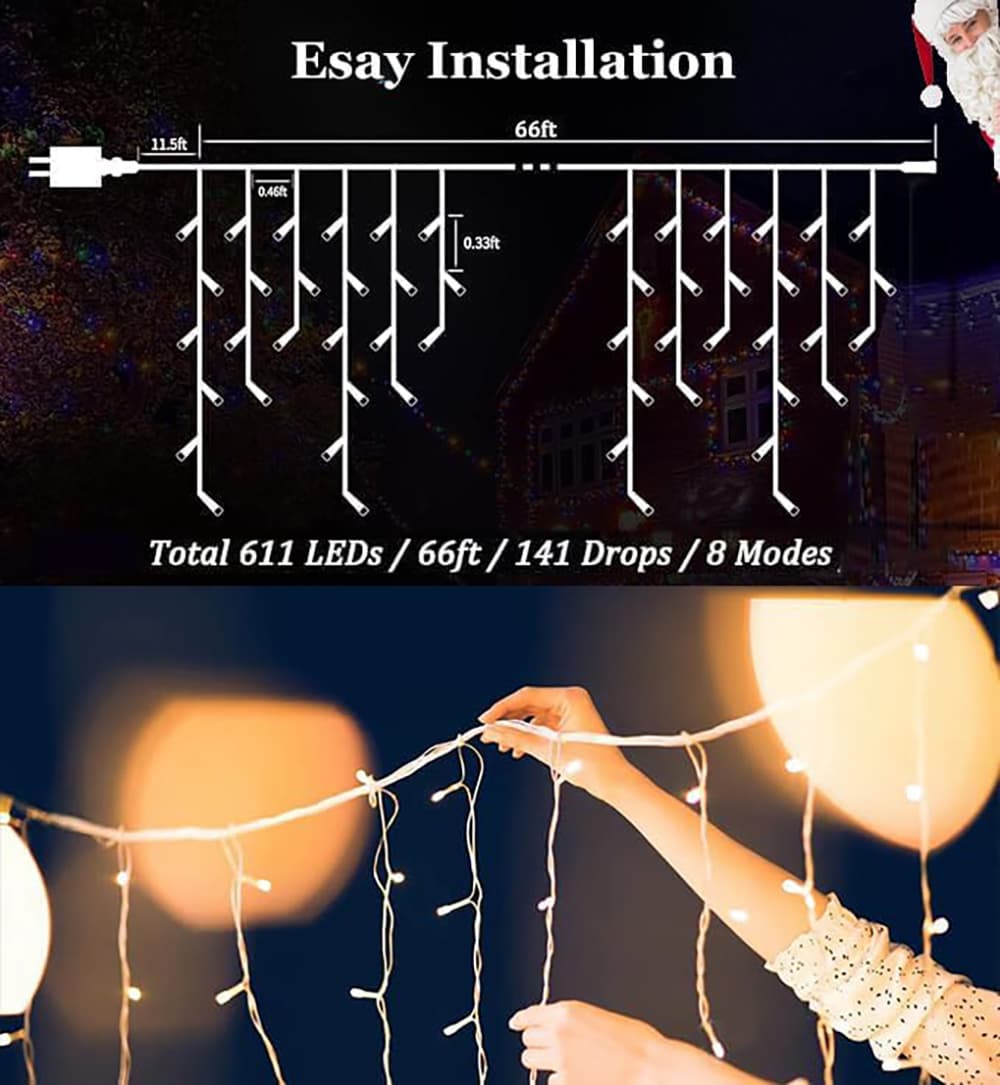 Esay Installation
66ft
11.5ft
0.46ft
0.33ft
Total 611 LEDs / 66ft / 141 Drops / 8 Modes